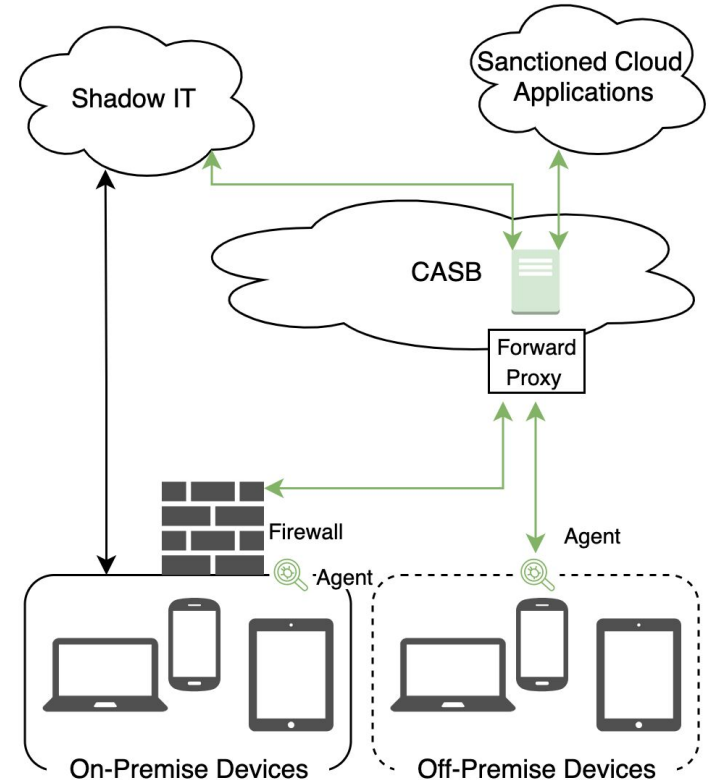 Shadow IT
Sanctioned Cloud
Applications
CASB
Forward
Proxy
Firewall
Agent
Agent
On-Premise Devices
Off-Premise Devices